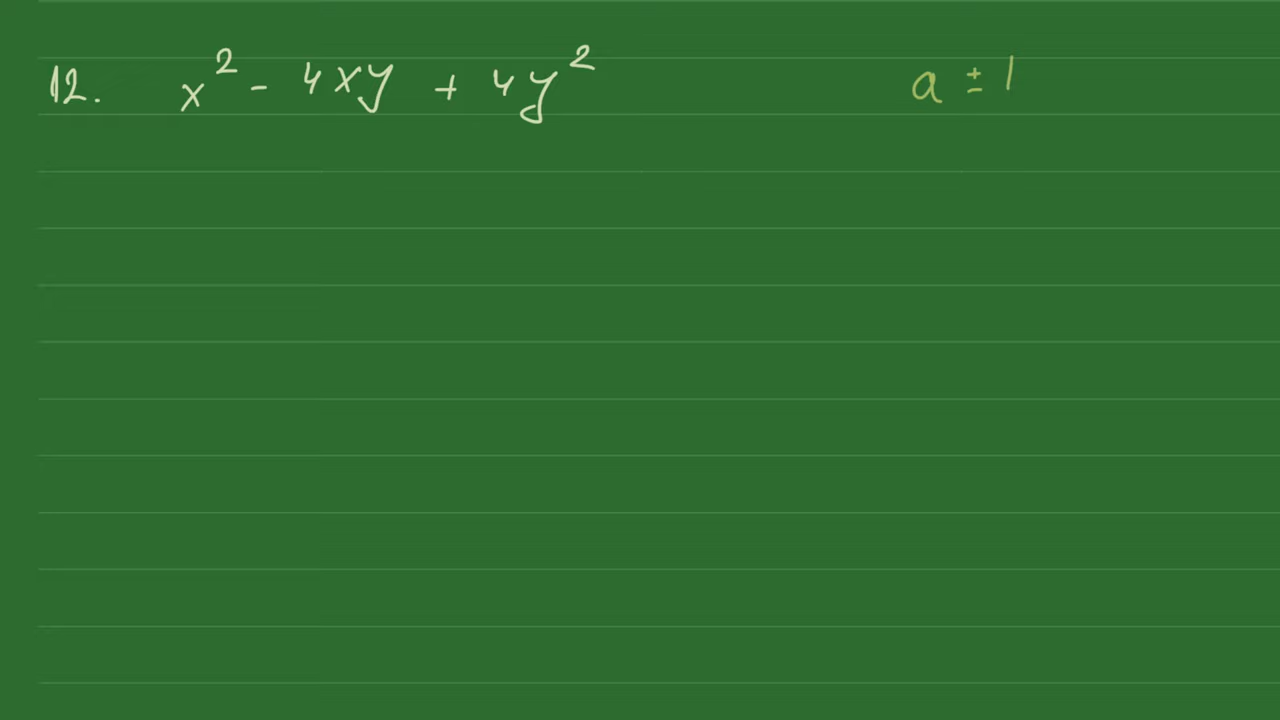 12. x² - 4xy + 4y²
a ± 1